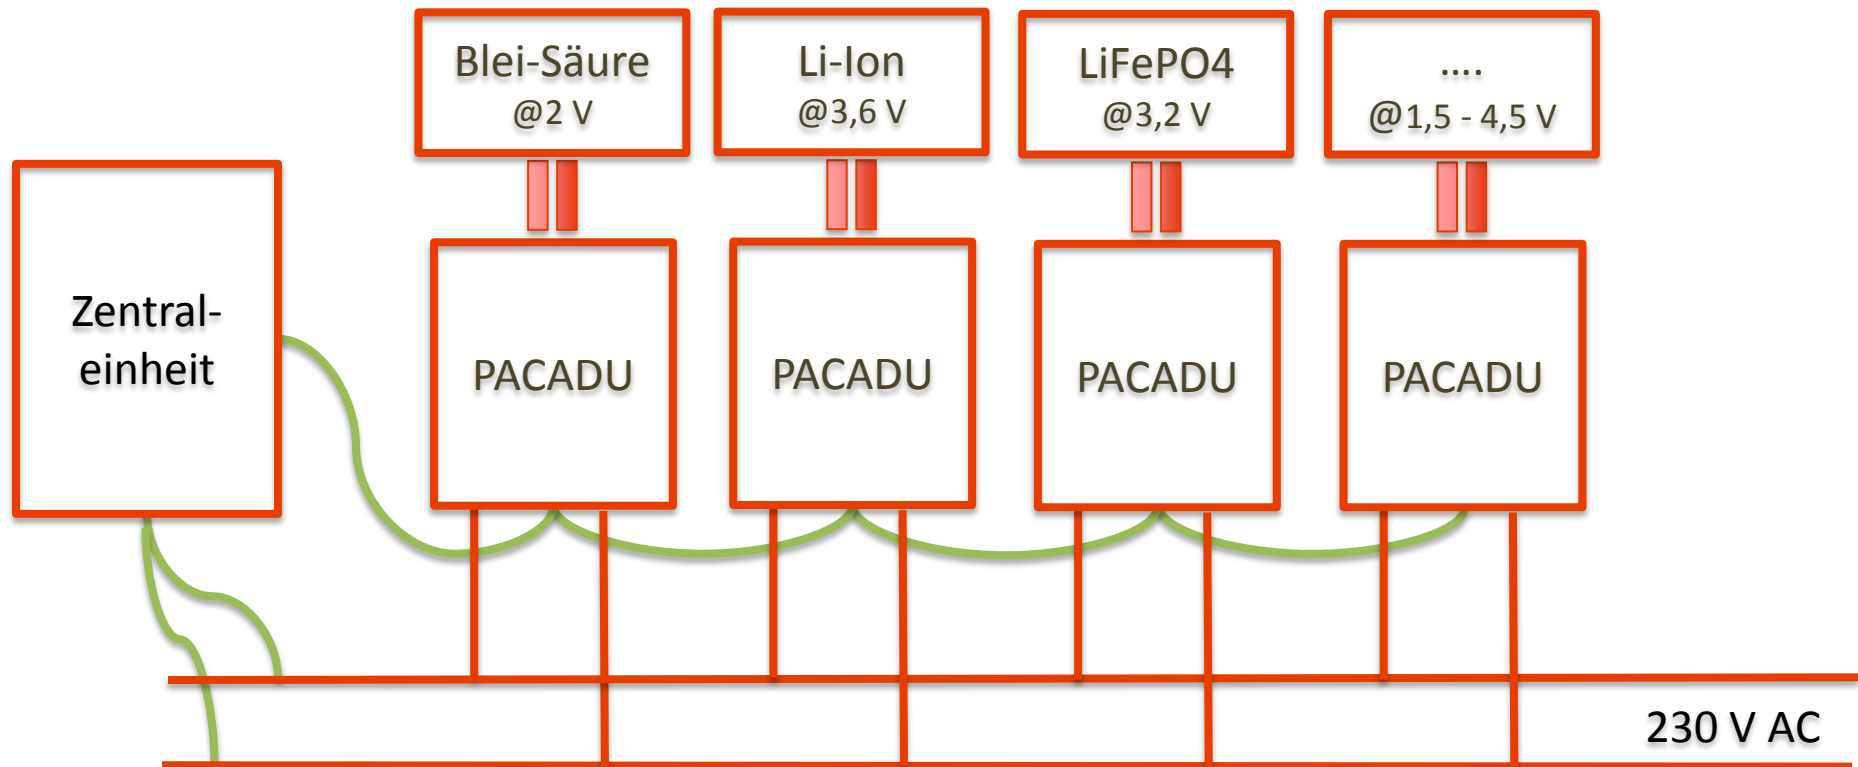 Blei-Säure
@2 V
Li-Ion
@3,6 V
LiFePO4
@3,2 V
....
@1,5 - 4,5 V
Zentral-
einheit
PACADU
PACADU
PACADU
PACADU
230 V AC